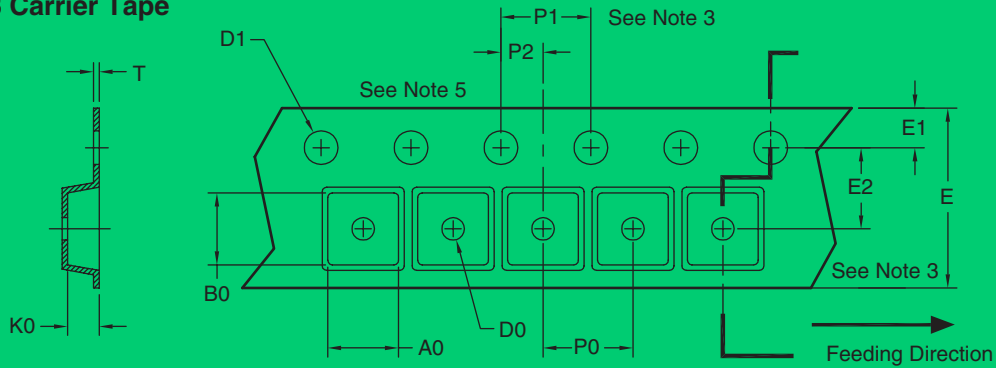 Carrier Tape
P1
See Note 3
D1
P2
T
See Note 5
E1
E2
E
B0
See Note 3
K0
D0
A0
P0
Feeding Direction